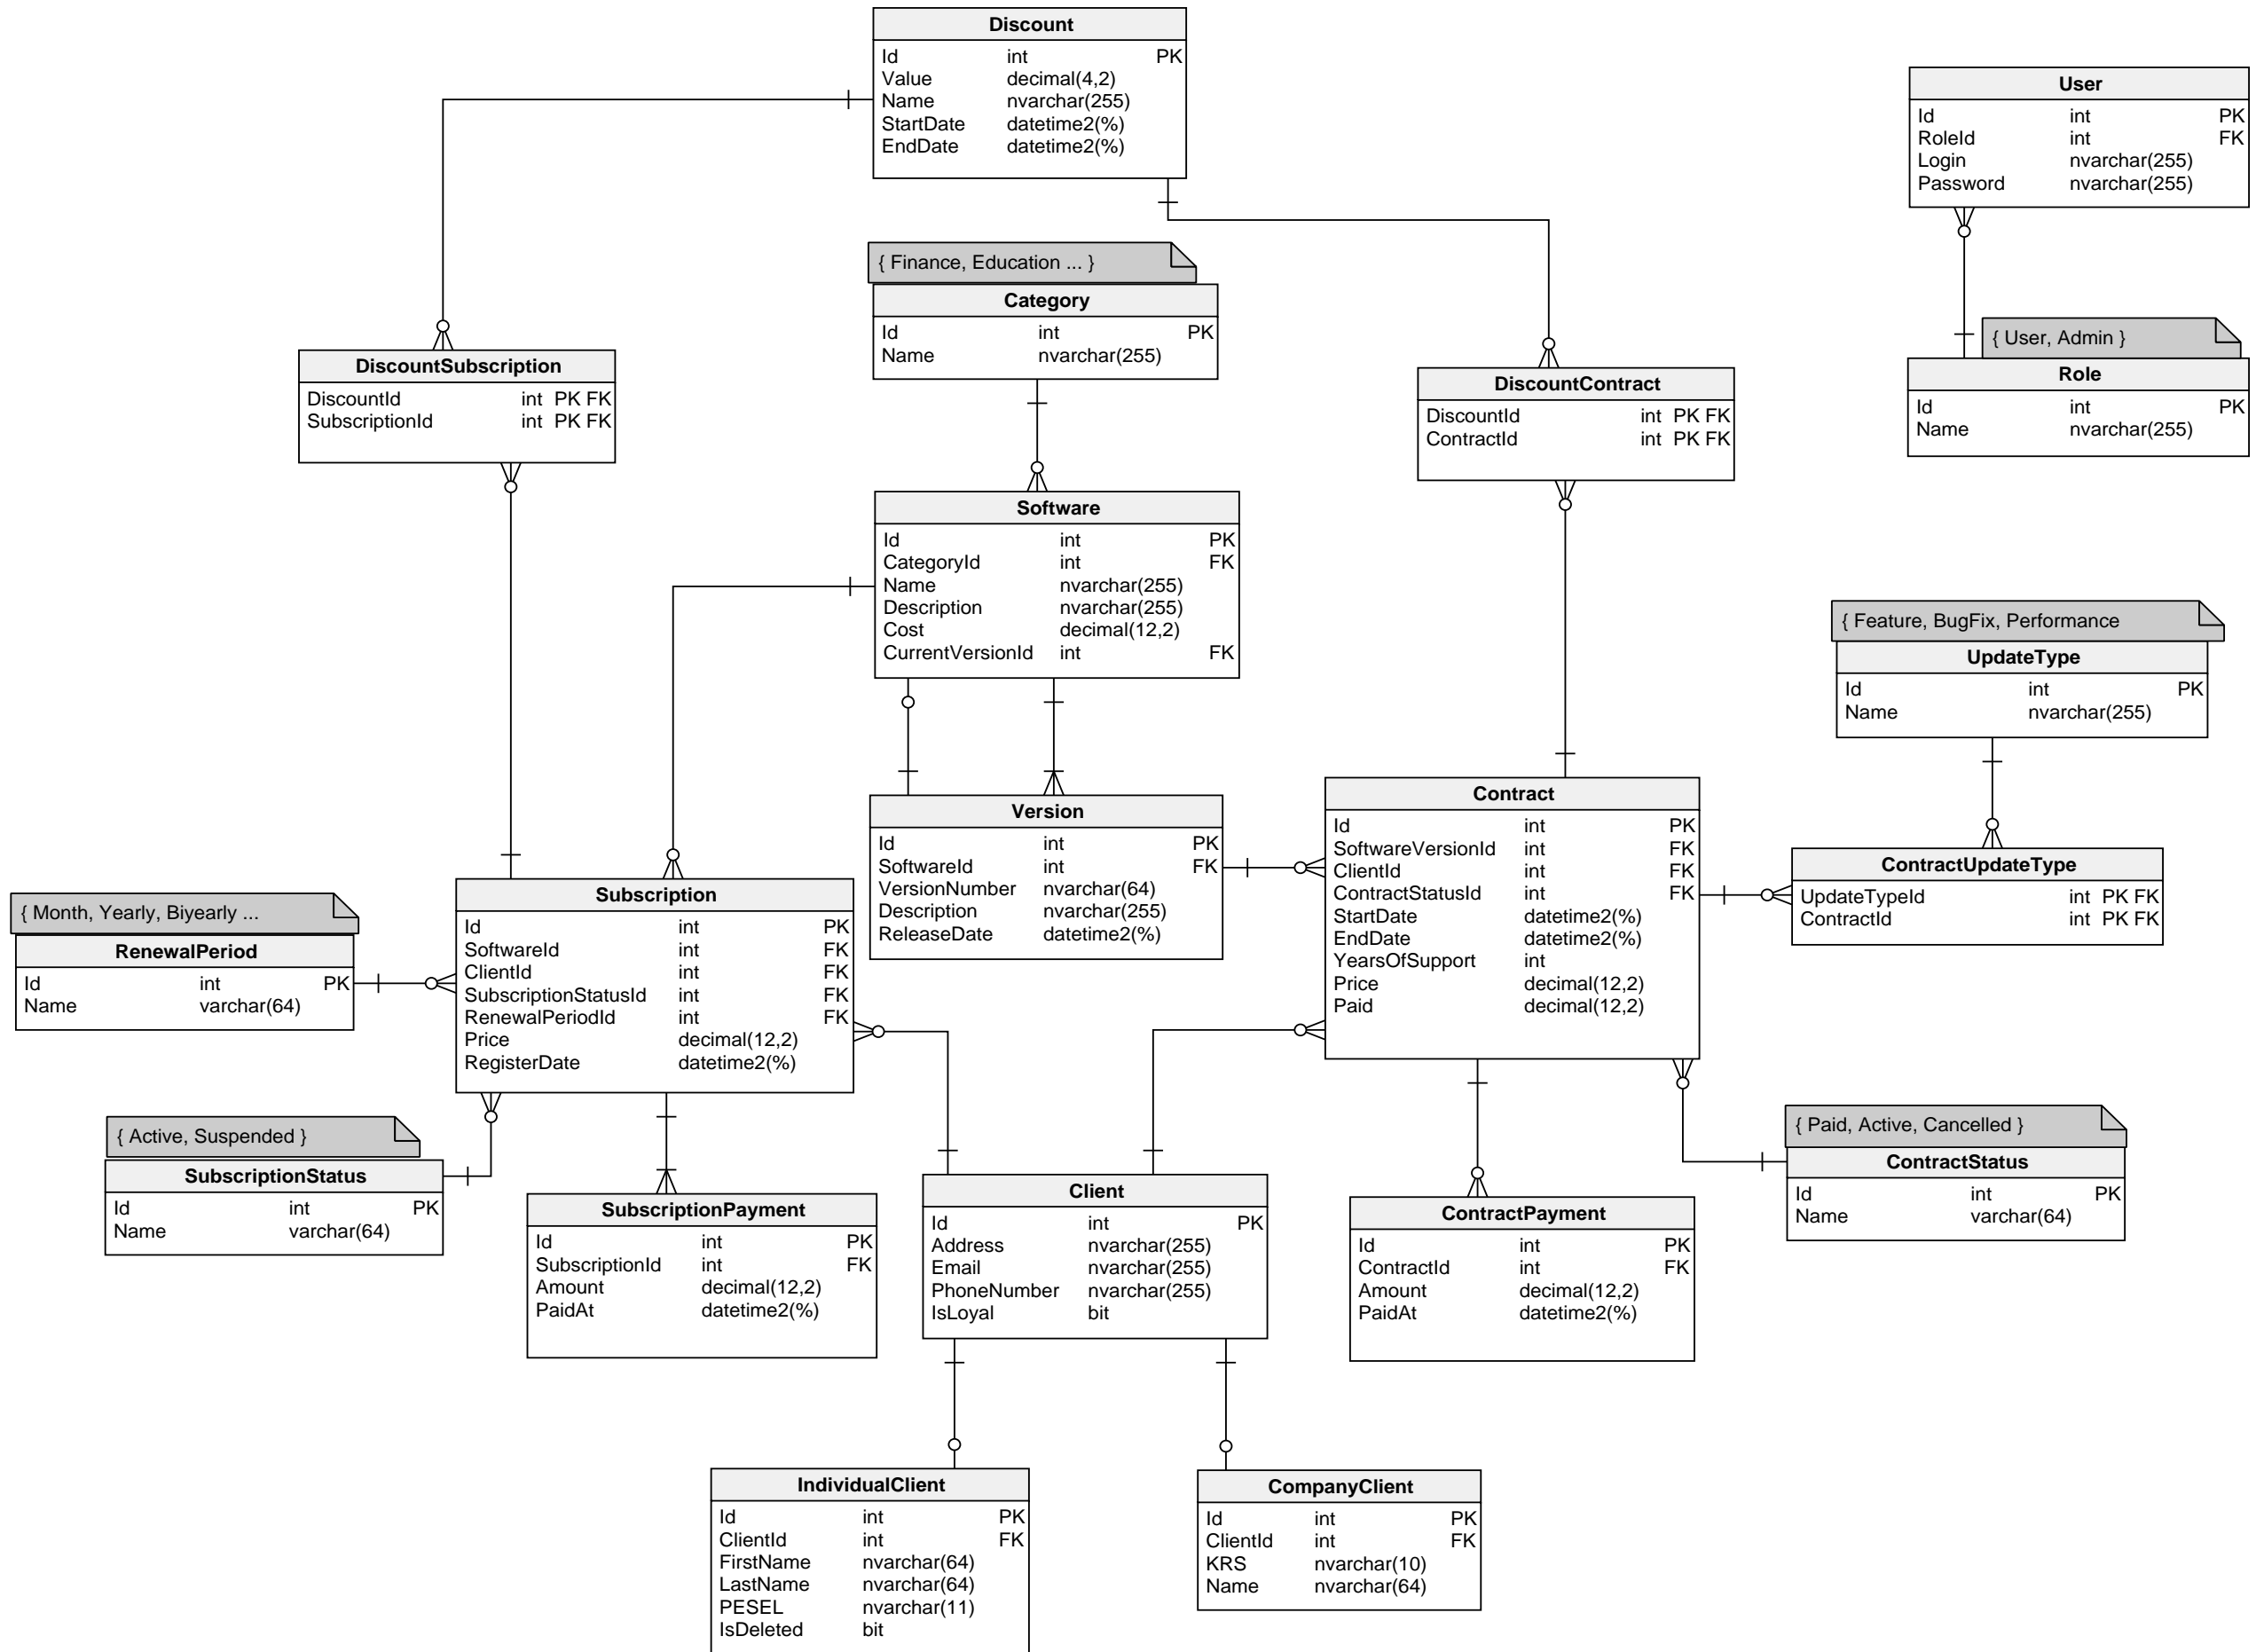 Discount
Id int PK
Value decimal(4,2)
Name nvarchar(255)
StartDate datetime2(%)
EndDate datetime2(%)
User
Id int PK
RoleId int FK
Login nvarchar(255)
Password nvarchar(255)
{ Finance, Education ... }
Category
Id int PK
Name nvarchar(255)
{ User, Admin }
Role
Id int PK
Name nvarchar(255)
DiscountSubscription
DiscountId int PK FK
SubscriptionId int PK FK
DiscountContract
DiscountId int PK FK
ContractId int PK FK
Software
Id int PK
CategoryId int FK
Name nvarchar(255)
Description nvarchar(255)
Cost decimal(12,2)
CurrentVersionId int FK
{ Feature, BugFix, Performance
UpdateType
Id int PK
Name nvarchar(255)
Version
Id int PK
SoftwareId int FK
VersionNumber nvarchar(64)
Description nvarchar(255)
ReleaseDate datetime2(%)
Contract
Id int PK
SoftwareVersionId int FK
ClientId int FK
ContractStatusId int FK
StartDate datetime2(%)
EndDate datetime2(%)
YearsOfSupport int
Price decimal(12,2)
Paid decimal(12,2)
ContractUpdateType
UpdateTypeId int PK FK
ContractId int PK FK
{ Month, Yearly, Biyearly ...
RenewalPeriod
Id int PK
Name varchar(64)
Subscription
Id int PK
SoftwareId int FK
ClientId int FK
SubscriptionStatusId int FK
RenewalPeriodId int FK
Price decimal(12,2)
RegisterDate datetime2(%)
{ Active, Suspended }
SubscriptionStatus
Id int PK
Name varchar(64)
SubscriptionPayment
Id int PK
SubscriptionId int FK
Amount decimal(12,2)
PaidAt datetime2(%)
Client
Id int PK
Address nvarchar(255)
Email nvarchar(255)
PhoneNumber nvarchar(255)
IsLoyal bit
ContractPayment
Id int PK
ContractId int FK
Amount decimal(12,2)
PaidAt datetime2(%)
{ Paid, Active, Cancelled }
ContractStatus
Id int PK
Name varchar(64)
IndividualClient
Id int PK
ClientId int FK
FirstName nvarchar(64)
LastName nvarchar(64)
PESEL nvarchar(11)
IsDeleted bit
CompanyClient
Id int PK
ClientId int FK
KRS nvarchar(10)
Name nvarchar(64)